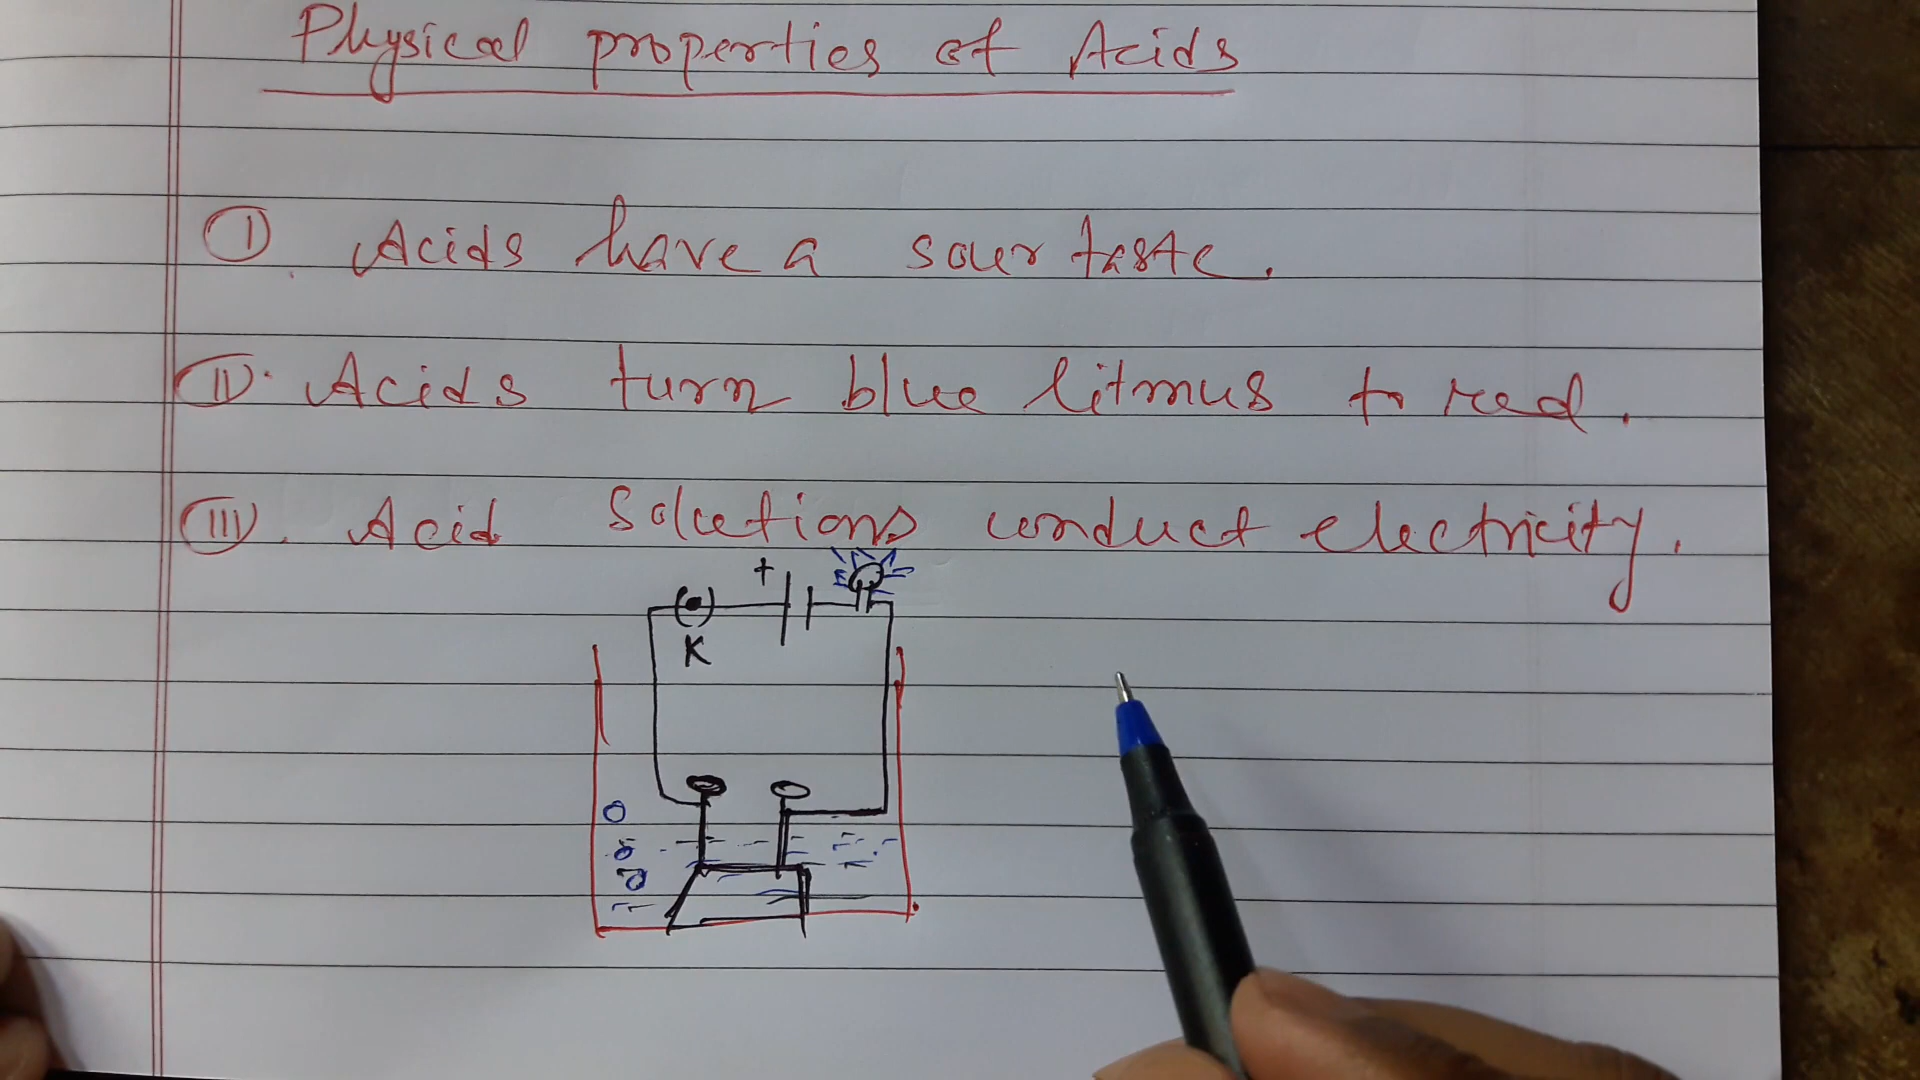 Physical properties of Acids
I Acids have a sour taste.
II. Acids turn blue litmus to red.
III. Acid Solutions conduct electricity.
+
K